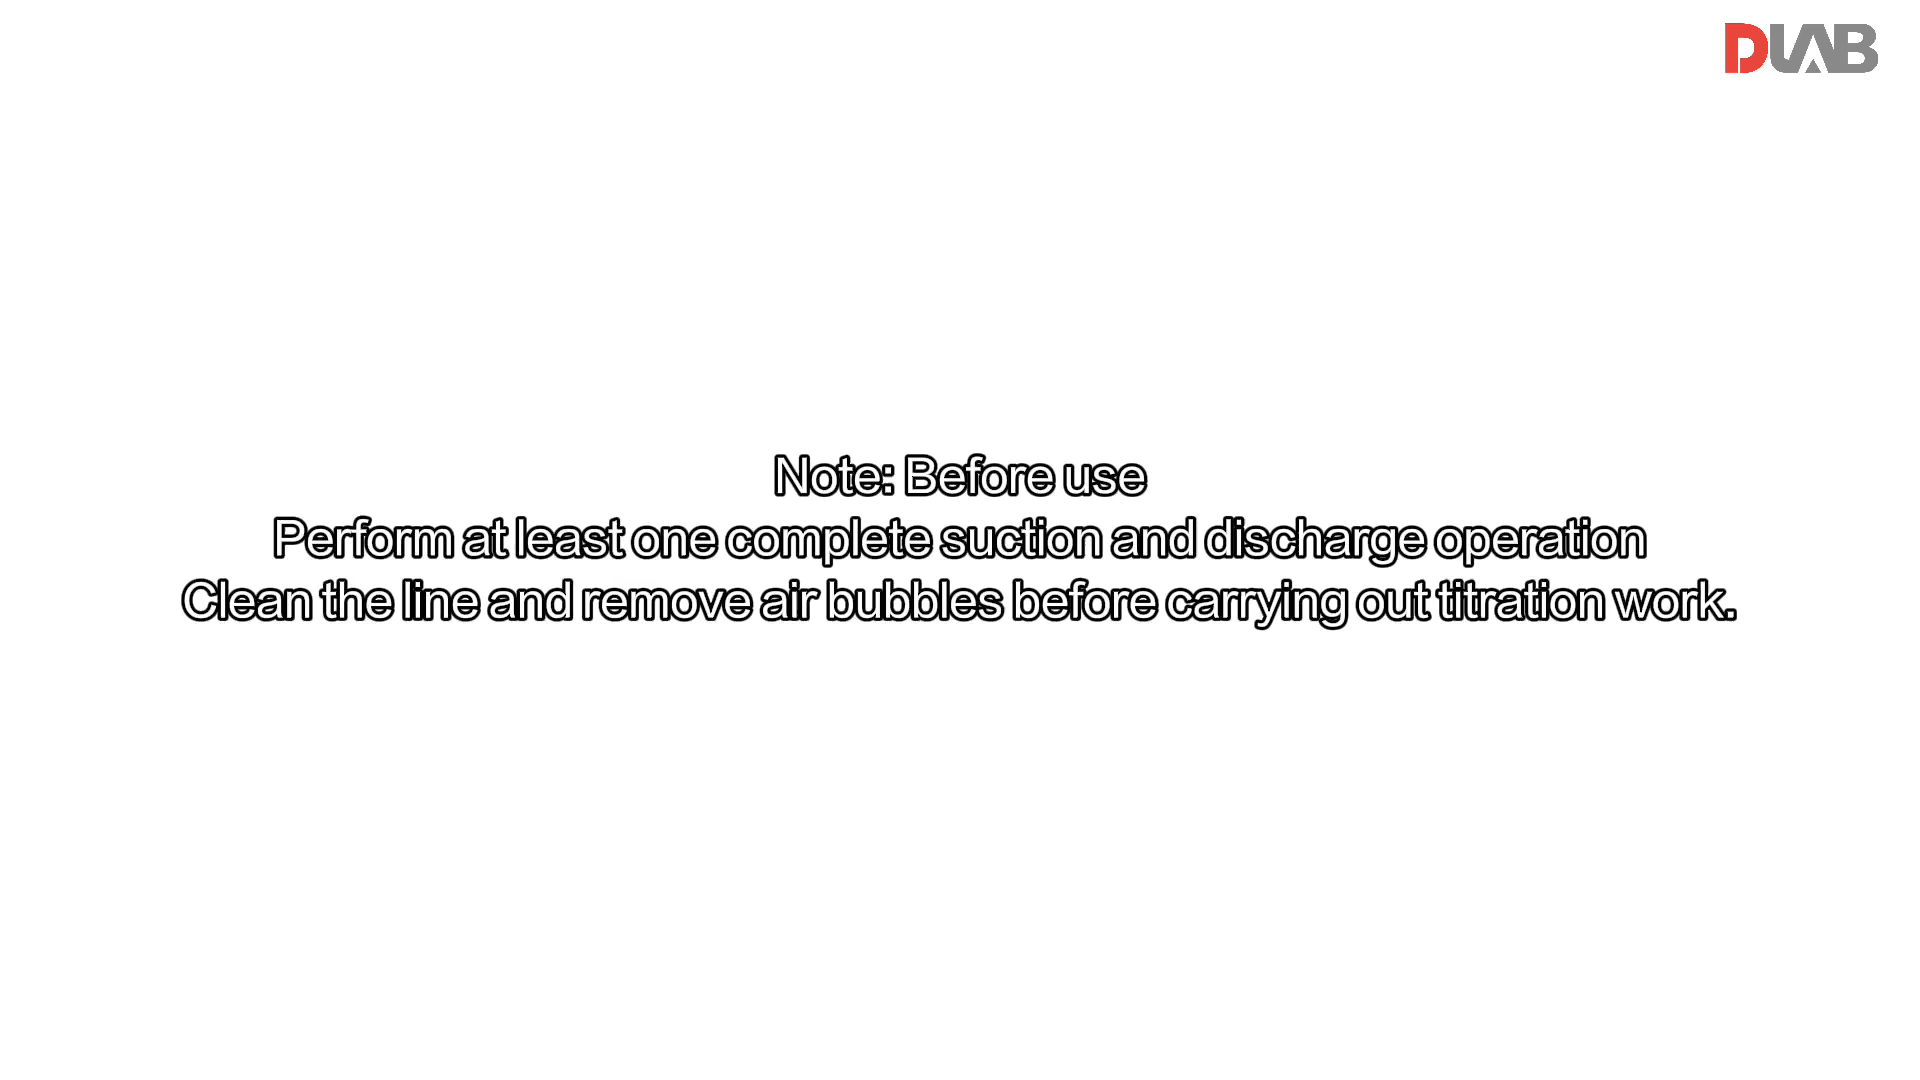 DLAB
Note: Before use
Perform at least one complete suction and discharge operation
Clean the line and remove air bubbles before carrying out titration work.